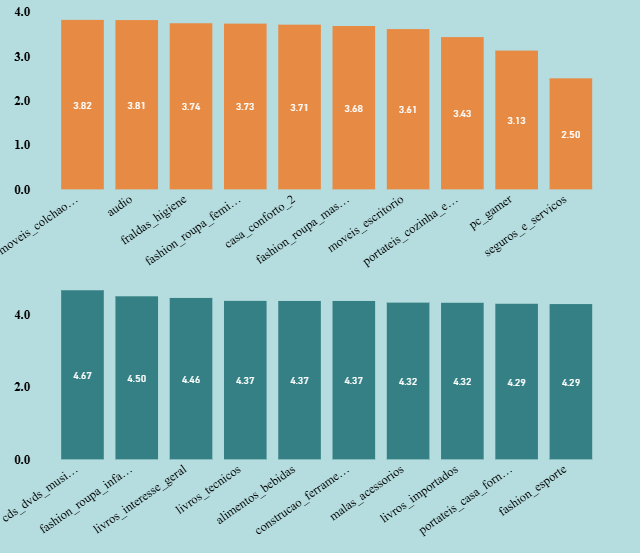 4.0
3.0
2.0
1.0
0.0
3.82 3.81 3.74 3.73 3.71 3.68 3.61 3.43 3.13 2.50
moveis_colchao… audio fraldas_higiene fashion_roupa_femi… casa_conforto_2 fashion_roupa_mas… moveis_escritorio portateis_cozinha_e… pc_gamer seguros_e_servicos
4.0
2.0
0.0
4.67 4.50 4.46 4.37 4.37 4.37 4.32 4.32 4.29 4.29
cds_dvds_musi… fashion_roupa_infa… livros_interesse_geral livros_tecnicos alimentos_bebidas construcao_ferrame… malas_acessorios livros_importados portateis_casa_forn… fashion_esporte